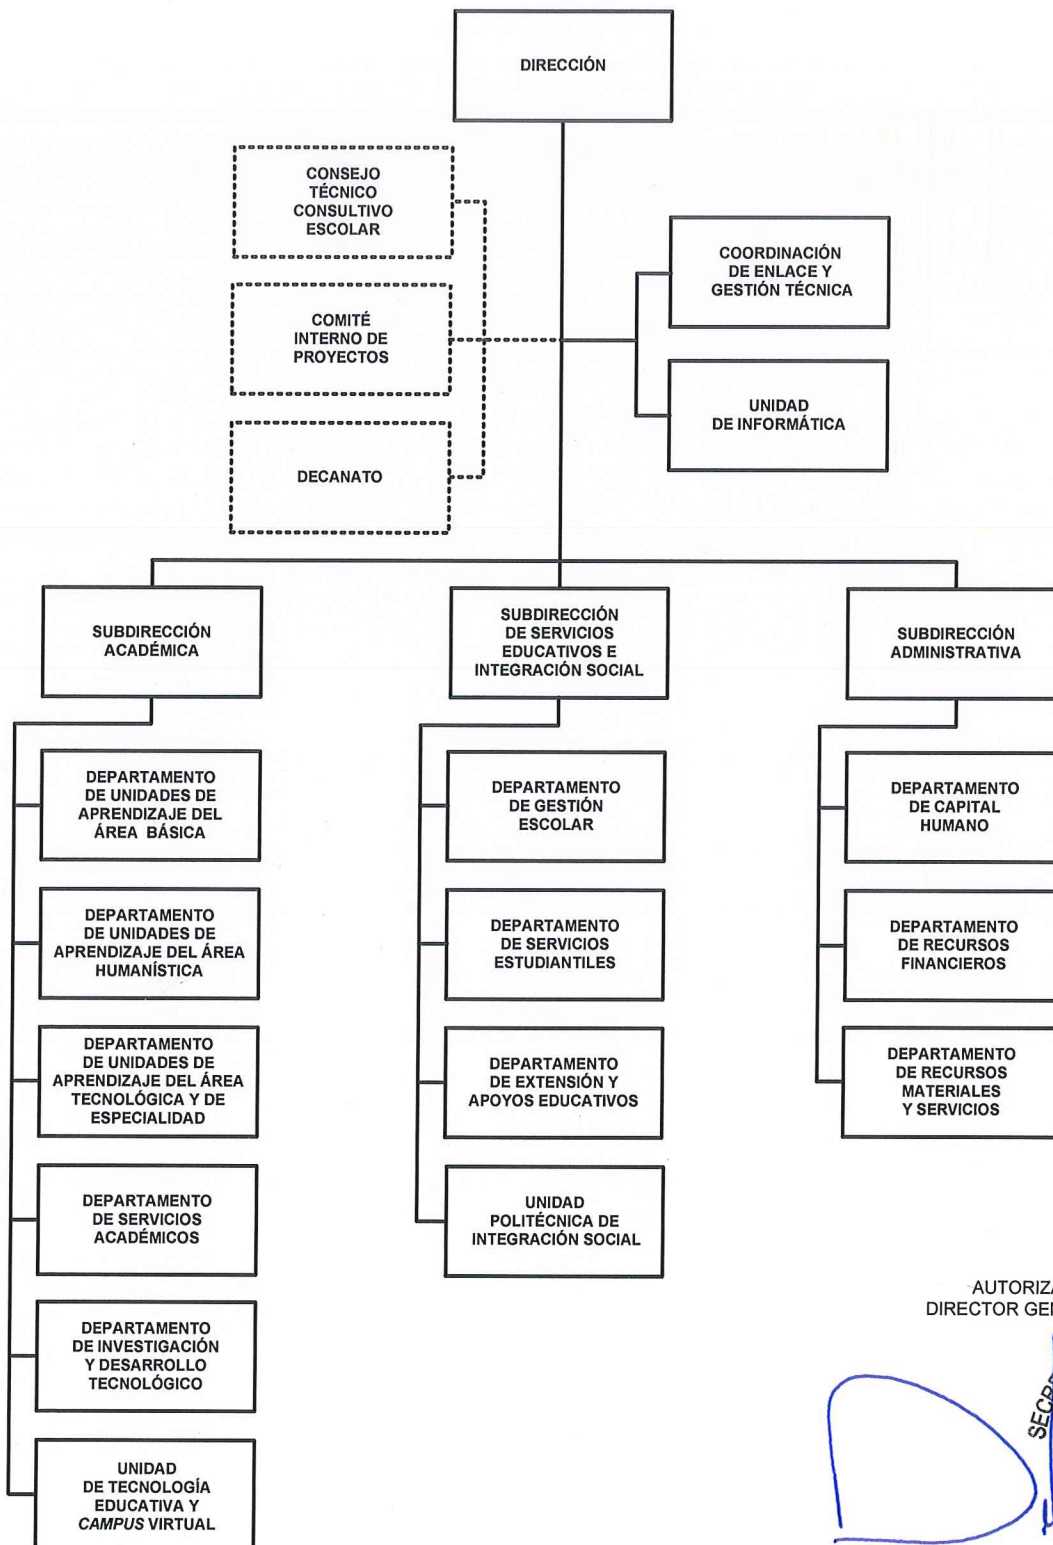 DIRECCIÓN
CONSEJO
TÉCNICO
CONSULTIVO
ESCOLAR
COORDINACIÓN
DE ENLACE Y
GESTIÓN TÉCNICA
COMITÉ
INTERNO DE
PROYECTOS
UNIDAD
DE INFORMÁTICA
DECANATO
SUBDIRECCIÓN
ACADÉMICA
SUBDIRECCIÓN
DE SERVICIOS
EDUCATIVOS E
INTEGRACIÓN SOCIAL
SUBDIRECCIÓN
ADMINISTRATIVA
DEPARTAMENTO
DE UNIDADES DE
APRENDIZAJE DEL
ÁREA BÁSICA
DEPARTAMENTO
DE GESTIÓN
ESCOLAR
DEPARTAMENTO
DE CAPITAL
HUMANO
DEPARTAMENTO
DE UNIDADES DE
APRENDIZAJE DEL ÁREA
HUMANÍSTICA
DEPARTAMENTO
DE SERVICIOS
ESTUDIANTILES
DEPARTAMENTO
DE RECURSOS
FINANCIEROS
DEPARTAMENTO
DE UNIDADES DE
APRENDIZAJE DEL ÁREA
TECNOLÓGICA Y DE
ESPECIALIDAD
DEPARTAMENTO
DE EXTENSIÓN Y
APOYOS EDUCATIVOS
DEPARTAMENTO
DE RECURSOS
MATERIALES
Y SERVICIOS
DEPARTAMENTO
DE SERVICIOS
ACADÉMICOS
UNIDAD
POLITÉCNICA DE
INTEGRACIÓN SOCIAL
DEPARTAMENTO
DE INVESTIGACIÓN
Y DESARROLLO
TECNOLÓGICO
UNIDAD
DE TECNOLOGÍA
EDUCATIVA Y
CAMPUS VIRTUAL
AUTORIZA
DIRECTOR GEN